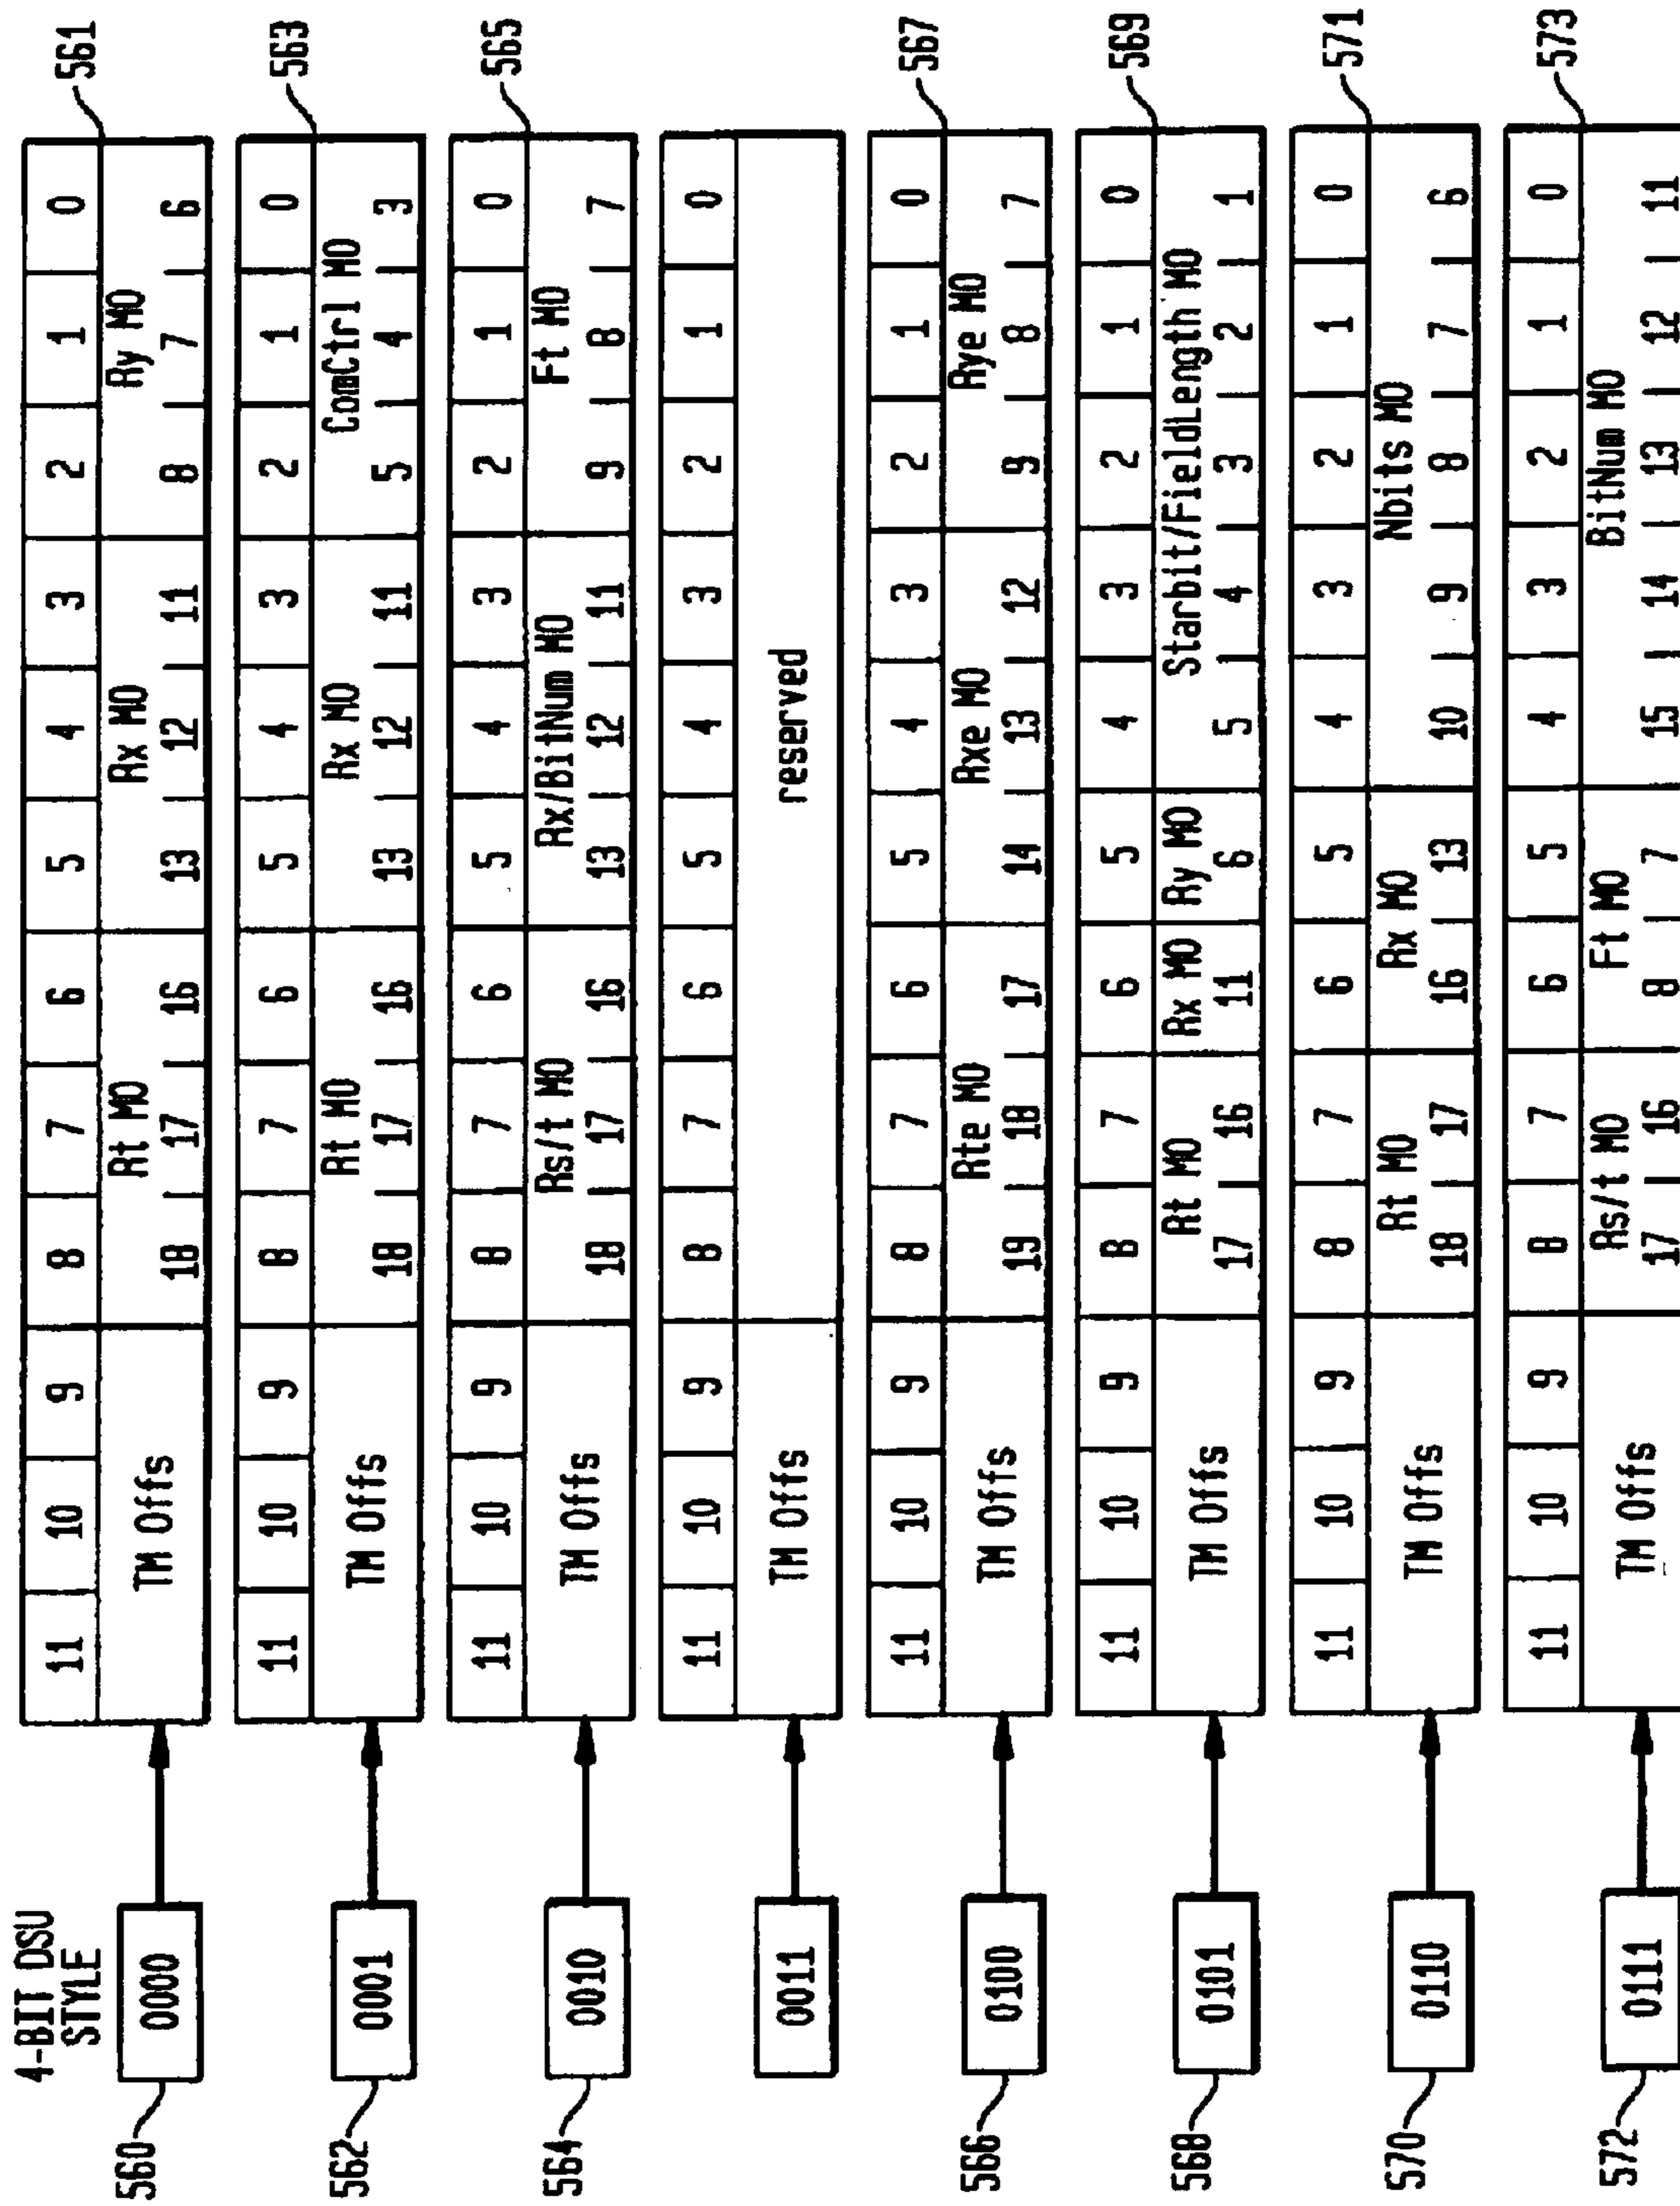 4-BIT DSU
STYLE
560
0000
11 10 9 8 7 6 5 4 3 2 1 0
TM Offs Rt MO Rx MO Ry MO
18 17 16 13 12 11 8 7 6
561
562
0001
11 10 9 8 7 6 5 4 3 2 1 0
TM Offs Rt MO Rx MO ComCtrl MO
18 17 16 13 12 11 5 4 3
563
564
0010
11 10 9 8 7 6 5 4 3 2 1 0
TM Offs Rs/t MO Rx/BitNum MO Ft MO
18 17 16 13 12 11 9 8 7
565
0011
11 10 9 8 7 6 5 4 3 2 1 0
TM Offs reserved
566
0100
11 10 9 8 7 6 5 4 3 2 1 0
TM Offs Rte MO Rxe MO Rye MO
19 18 17 14 13 12 9 8 7
567
568
0101
11 10 9 8 7 6 5 4 3 2 1 0
TM Offs Rt MO Rx MO Ry MO Starbit/FieldLength MO
17 16 11 6 5 4 3 2 1
569
570
0110
11 10 9 8 7 6 5 4 3 2 1 0
TM Offs Rt MO Rx MO Nbits MO
18 17 16 13 10 9 8 7 6
571
572
0111
11 10 9 8 7 6 5 4 3 2 1 0
TM Offs Rs/t MO Ft MO BitNum MO
17 16 8 7 15 14 13 12 11
573